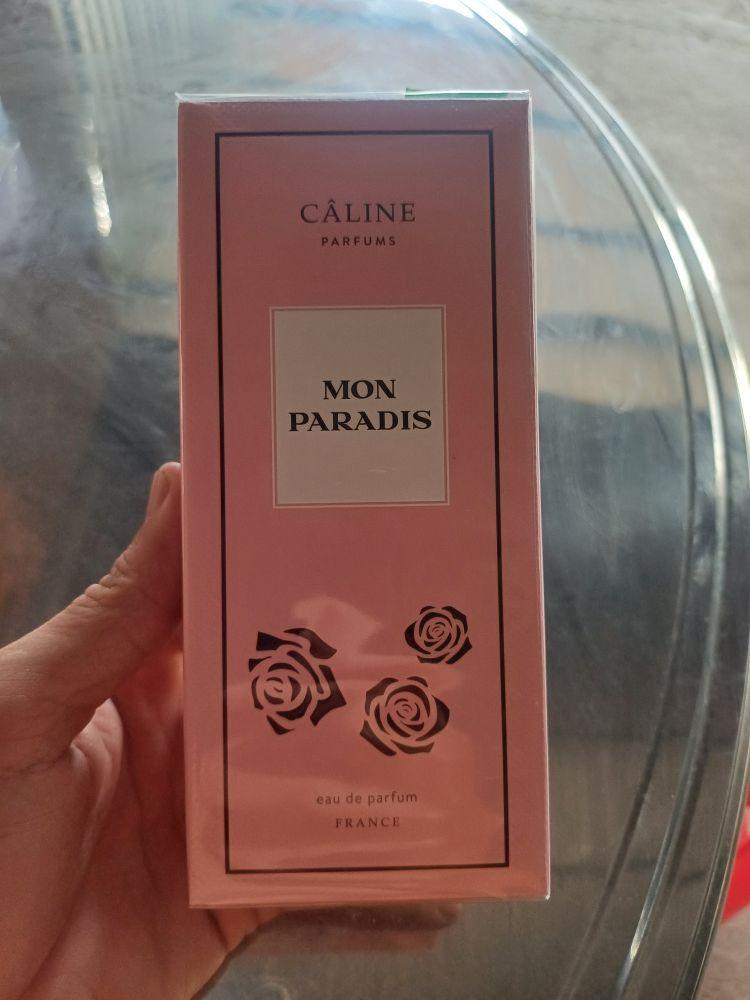 CÂLINE
PARFUMS
MON
PARADIS
eau de parfum
FRANCE